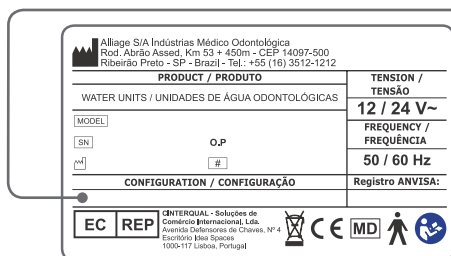 Alliage S/A Indústrias Médico Odontológica
Rod. Abrão Assed, Km 53 + 450m - CEP 14097-500
Ribeirão Preto - SP - Brazil - Tel.: +55 (16) 3512-1212
PRODUCT / PRODUTO
WATER UNITS / UNIDADES DE ÁGUA ODONTOLÓGICAS
MODEL
SN
O.P
#
CONFIGURATION / CONFIGURAÇÃO
TENSION /
TENSÃO
12 / 24 V~
FREQUENCY /
FREQUÊNCIA
50 / 60 Hz
Registro ANVISA:
EC REP
CINTERQUAL - Soluções de
Comércio Internacional, Lda.
Avenida Defensores de Chaves, Nº 4
Escritório Idea Spaces
1000-117 Lisboa, Portugal
CE
MD